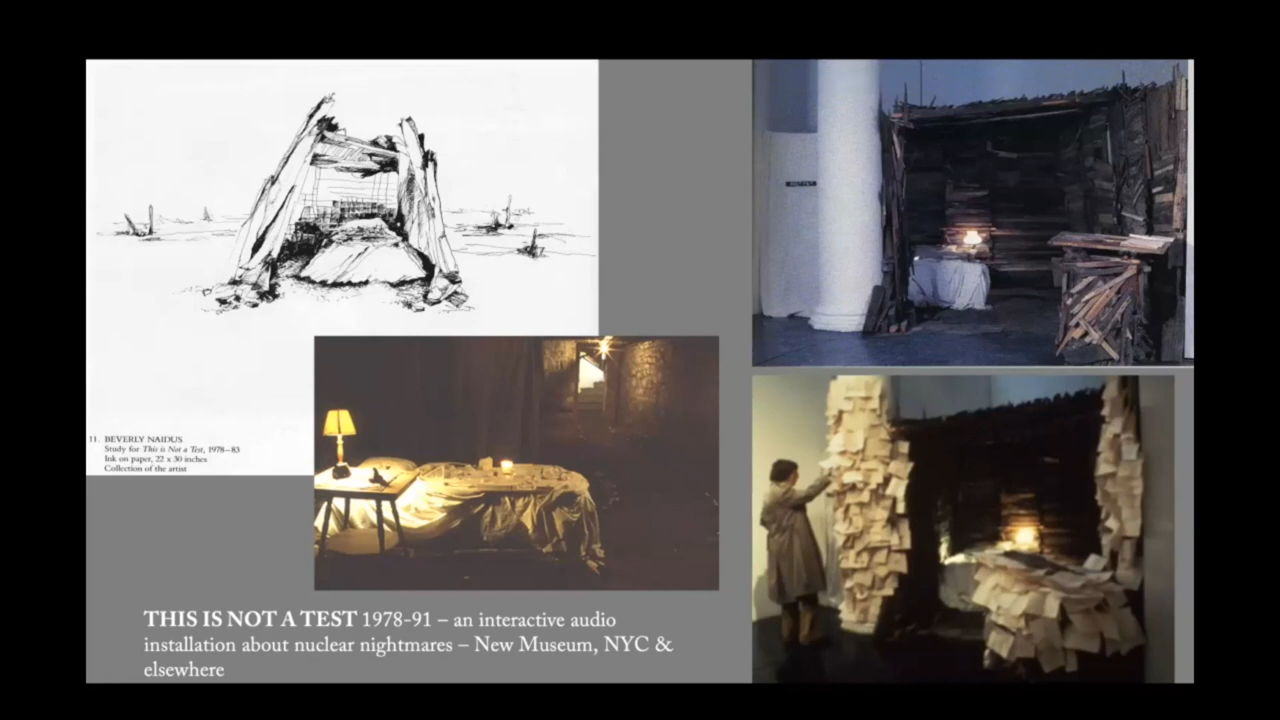 11. BEVERLY NAIDUS
Study for This is Not a Test, 1978–83
Ink on paper, 22 x 30 inches
Collection of the artist
THIS IS NOT A TEST 1978-91 – an interactive audio
installation about nuclear nightmares – New Museum, NYC &
elsewhere